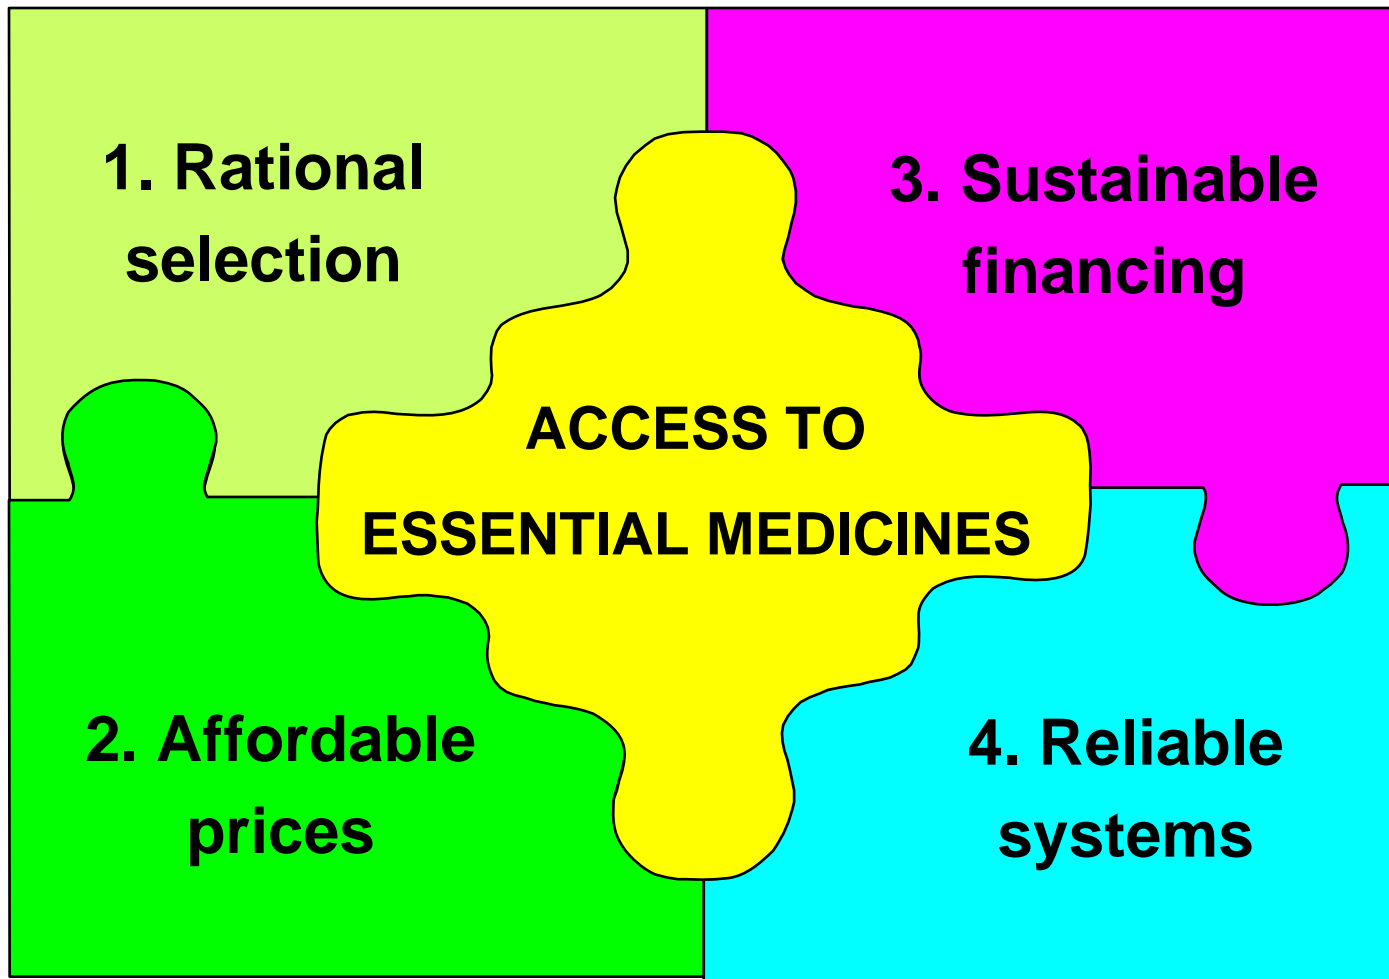 1. Rational
selection
3. Sustainable
financing
ACCESS TO
ESSENTIAL MEDICINES
2. Affordable
prices
4. Reliable
systems